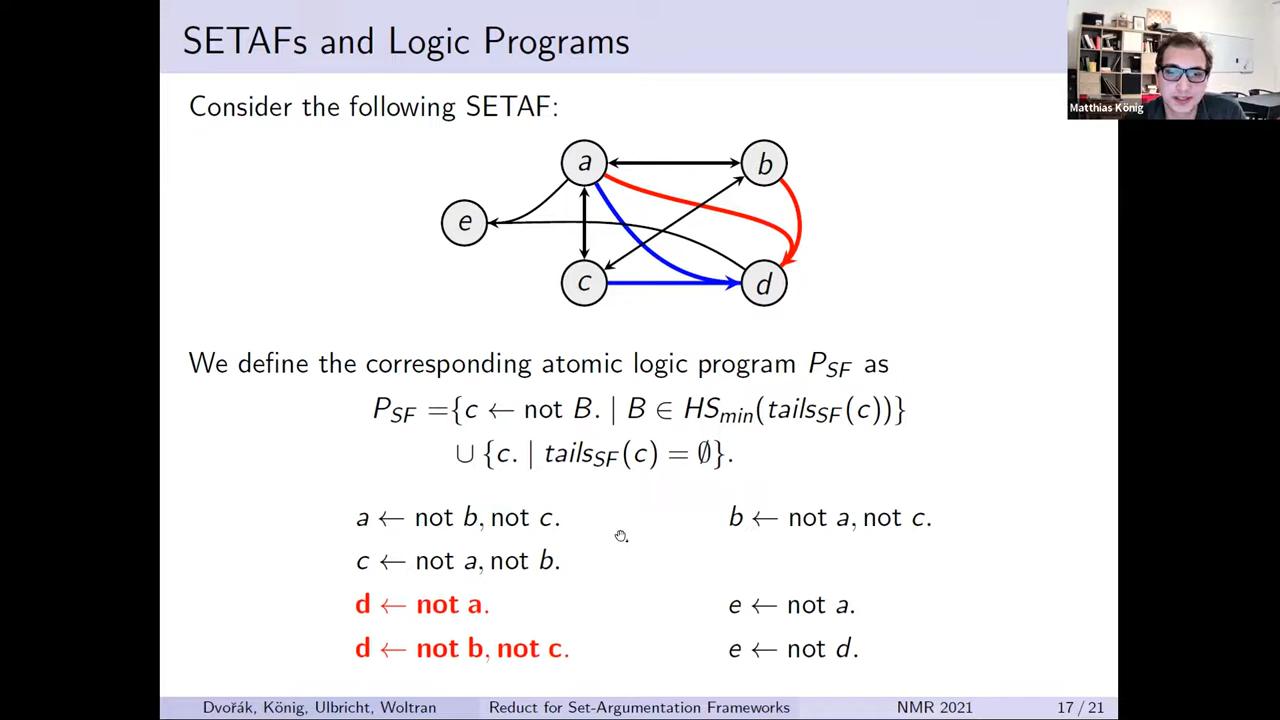 SETAFs and Logic Programs
Matthias König
Consider the following SETAF:
a
b
e
c
d
We define the corresponding atomic logic program P_SF as
P_SF = {c ← not B. | B ∈ HS_min(tails_SF(c))}
∪ {c. | tails_SF(c) = ∅}.
a ← not b, not c.
b ← not a, not c.
c ← not a, not b.
d ← not a.
e ← not a.
d ← not b, not c.
e ← not d.
Dvořák, König, Ulbricht, Woltran
Reduct for Set-Argumentation Frameworks
NMR 2021
17 / 21